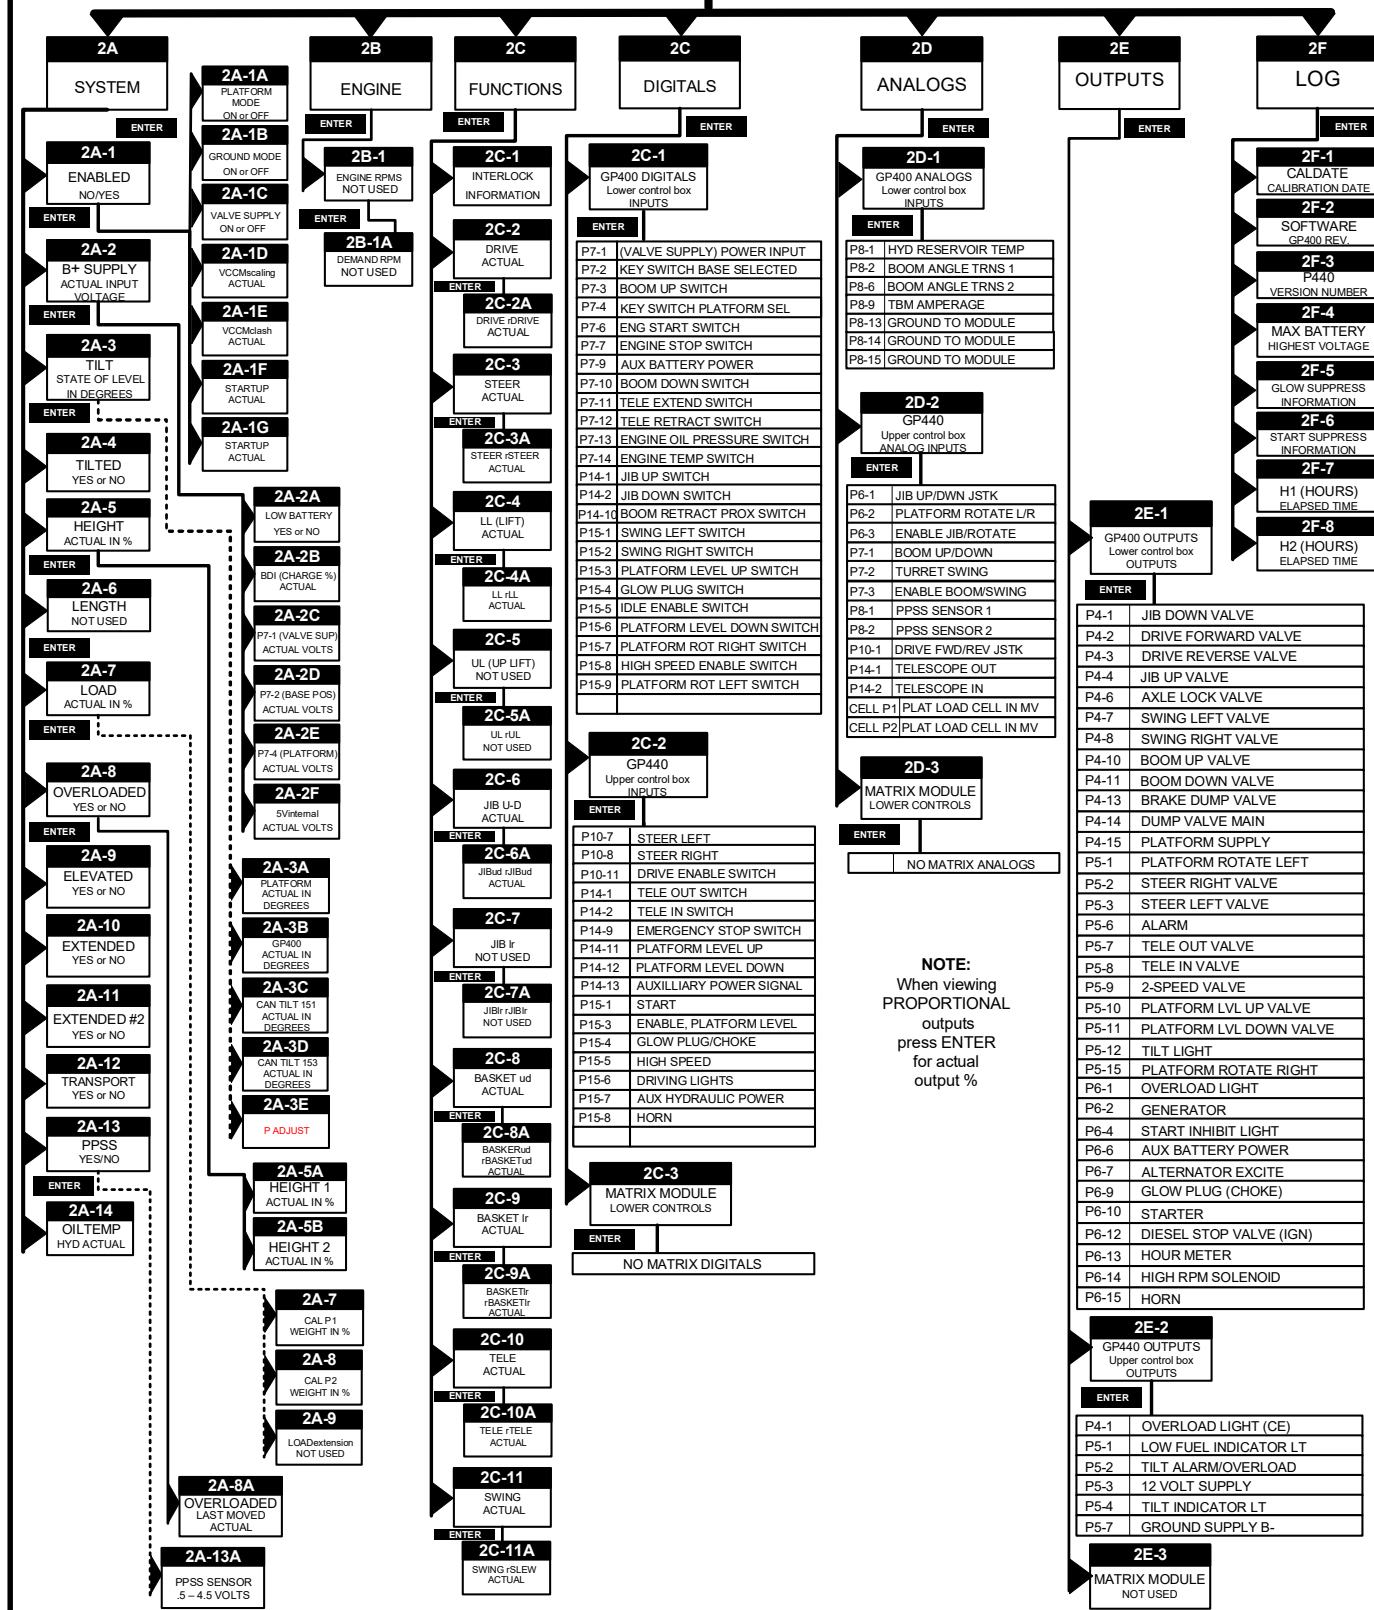 2A
SYSTEM
ENTER
2A-1
ENABLED
NO/YES
ENTER
2A-2
B+ SUPPLY
ACTUAL INPUT
VOLTAGE
ENTER
2A-3
TILT
STATE OF LEVEL
IN DEGREES
ENTER
2A-4
TILTED
YES or NO
2A-5
HEIGHT
ACTUAL IN %
ENTER
2A-6
LENGTH
NOT USED
ENTER
2A-7
LOAD
ACTUAL IN %
ENTER
2A-8
OVERLOADED
YES or NO
ENTER
2A-9
ELEVATED
YES or NO
2A-10
EXTENDED
YES or NO
2A-11
EXTENDED #2
YES or NO
2A-12
TRANSPORT
YES or NO
2A-13
PPSS
YES/NO
ENTER
2A-14
OILTEMP
HYD ACTUAL
2A-1A
PLATFORM
MODE
ON or OFF
2A-1B
GROUND MODE
ON or OFF
2A-1C
VALVE SUPPLY
ON or OFF
2A-1D
VCCMscaling
ACTUAL
2A-1E
VCCMclash
ACTUAL
2A-1F
STARTUP
ACTUAL
2A-1G
STARTUP
ACTUAL
2A-2A
LOW BATTERY
YES or NO
2A-2B
BDI (CHARGE %)
ACTUAL
2A-2C
P7-1 (VALVE SUP)
ACTUAL VOLTS
2A-2D
P7-2 (BASE POS)
ACTUAL VOLTS
2A-2E
P7-4 (PLATFORM)
ACTUAL VOLTS
2A-2F
5Vinternal
ACTUAL VOLTS
2A-3A
PLATFORM
ACTUAL IN
DEGREES
2A-3B
GP400
ACTUAL IN
DEGREES
2A-3C
CAN TILT 151
ACTUAL IN
DEGREES
2A-3D
CAN TILT 153
ACTUAL IN
DEGREES
2A-3E
P ADJUST
2A-5A
HEIGHT 1
ACTUAL IN %
2A-5B
HEIGHT 2
ACTUAL IN %
2A-7
CAL P1
WEIGHT IN %
2A-8
CAL P2
WEIGHT IN %
2A-9
LOADextension
NOT USED
2A-8A
OVERLOADED
LAST MOVED
ACTUAL
2A-13A
PPSS SENSOR
.5 – 4.5 VOLTS
2B
ENGINE
ENTER
2B-1
ENGINE RPMS
NOT USED
ENTER
2B-1A
DEMAND RPM
NOT USED
2C
FUNCTIONS
ENTER
2C-1
INTERLOCK
INFORMATION
2C-2
DRIVE
ACTUAL
ENTER
2C-2A
DRIVE rDRIVE
ACTUAL
2C-3
STEER
ACTUAL
ENTER
2C-3A
STEER rSTEER
ACTUAL
2C-4
LL (LIFT)
ACTUAL
ENTER
2C-4A
LL rLL
ACTUAL
2C-5
UL (UP LIFT)
NOT USED
ENTER
2C-5A
UL rUL
NOT USED
2C-6
JIB U-D
ACTUAL
ENTER
2C-6A
JIBud rJIBud
ACTUAL
2C-7
JIB lr
NOT USED
ENTER
2C-7A
JIBlr rJIBlr
NOT USED
2C-8
BASKET ud
ACTUAL
ENTER
2C-8A
BASKERud
rBASKETud
ACTUAL
2C-9
BASKET lr
ACTUAL
ENTER
2C-9A
BASKETlr
rBASKETlr
ACTUAL
2C-10
TELE
ACTUAL
ENTER
2C-10A
TELE rTELE
ACTUAL
2C-11
SWING
ACTUAL
ENTER
2C-11A
SWING rSLEW
ACTUAL
2C
DIGITALS
ENTER
2C-1
GP400 DIGITALS
Lower control box
INPUTS
ENTER
P7-1 (VALVE SUPPLY) POWER INPUT
P7-2 KEY SWITCH BASE SELECTED
P7-3 BOOM UP SWITCH
P7-4 KEY SWITCH PLATFORM SEL
P7-6 ENG START SWITCH
P7-7 ENGINE STOP SWITCH
P7-9 AUX BATTERY POWER
P7-10 BOOM DOWN SWITCH
P7-11 TELE EXTEND SWITCH
P7-12 TELE RETRACT SWITCH
P7-13 ENGINE OIL PRESSURE SWITCH
P7-14 ENGINE TEMP SWITCH
P14-1 JIB UP SWITCH
P14-2 JIB DOWN SWITCH
P14-10 BOOM RETRACT PROX SWITCH
P15-1 SWING LEFT SWITCH
P15-2 SWING RIGHT SWITCH
P15-3 PLATFORM LEVEL UP SWITCH
P15-4 GLOW PLUG SWITCH
P15-5 IDLE ENABLE SWITCH
P15-6 PLATFORM LEVEL DOWN SWITCH
P15-7 PLATFORM ROT RIGHT SWITCH
P15-8 HIGH SPEED ENABLE SWITCH
P15-9 PLATFORM ROT LEFT SWITCH
2C-2
GP440
Upper control box
INPUTS
ENTER
P10-7 STEER LEFT
P10-8 STEER RIGHT
P10-11 DRIVE ENABLE SWITCH
P14-1 TELE OUT SWITCH
P14-2 TELE IN SWITCH
P14-9 EMERGENCY STOP SWITCH
P14-11 PLATFORM LEVEL UP
P14-12 PLATFORM LEVEL DOWN
P14-13 AUXILLIARY POWER SIGNAL
P15-1 START
P15-3 ENABLE, PLATFORM LEVEL
P15-4 GLOW PLUG/CHOKE
P15-5 HIGH SPEED
P15-6 DRIVING LIGHTS
P15-7 AUX HYDRAULIC POWER
P15-8 HORN
2C-3
MATRIX MODULE
LOWER CONTROLS
ENTER
NO MATRIX DIGITALS
2D
ANALOGS
ENTER
2D-1
GP400 ANALOGS
Lower control box
INPUTS
ENTER
P8-1 HYD RESERVOIR TEMP
P8-2 BOOM ANGLE TRNS 1
P8-6 BOOM ANGLE TRNS 2
P8-9 TBM AMPERAGE
P8-13 GROUND TO MODULE
P8-14 GROUND TO MODULE
P8-15 GROUND TO MODULE
2D-2
GP440
Upper control box
ANALOG INPUTS
ENTER
P6-1 JIB UP/DWN JSTK
P6-2 PLATFORM ROTATE L/R
P6-3 ENABLE JIB/ROTATE
P7-1 BOOM UP/DOWN
P7-2 TURRET SWING
P7-3 ENABLE BOOM/SWING
P8-1 PPSS SENSOR 1
P8-2 PPSS SENSOR 2
P10-1 DRIVE FWD/REV JSTK
P14-1 TELESCOPE OUT
P14-2 TELESCOPE IN
CELL P1 PLAT LOAD CELL IN MV
CELL P2 PLAT LOAD CELL IN MV
2D-3
MATRIX MODULE
LOWER CONTROLS
ENTER
NO MATRIX ANALOGS
NOTE:
When viewing
PROPORTIONAL
outputs
press ENTER
for actual
output %
2E
OUTPUTS
ENTER
2E-1
GP400 OUTPUTS
Lower control box
OUTPUTS
ENTER
P4-1 JIB DOWN VALVE
P4-2 DRIVE FORWARD VALVE
P4-3 DRIVE REVERSE VALVE
P4-4 JIB UP VALVE
P4-6 AXLE LOCK VALVE
P4-7 SWING LEFT VALVE
P4-8 SWING RIGHT VALVE
P4-10 BOOM UP VALVE
P4-11 BOOM DOWN VALVE
P4-13 BRAKE DUMP VALVE
P4-14 DUMP VALVE MAIN
P4-15 PLATFORM SUPPLY
P5-1 PLATFORM ROTATE LEFT
P5-2 STEER RIGHT VALVE
P5-3 STEER LEFT VALVE
P5-6 ALARM
P5-7 TELE OUT VALVE
P5-8 TELE IN VALVE
P5-9 2-SPEED VALVE
P5-10 PLATFORM LVL UP VALVE
P5-11 PLATFORM LVL DOWN VALVE
P5-12 TILT LIGHT
P5-15 PLATFORM ROTATE RIGHT
P6-1 OVERLOAD LIGHT
P6-2 GENERATOR
P6-4 START INHIBIT LIGHT
P6-6 AUX BATTERY POWER
P6-7 ALTERNATOR EXCITE
P6-9 GLOW PLUG (CHOKE)
P6-10 STARTER
P6-12 DIESEL STOP VALVE (IGN)
P6-13 HOUR METER
P6-14 HIGH RPM SOLENOID
P6-15 HORN
2E-2
GP440 OUTPUTS
Upper control box
OUTPUTS
ENTER
P4-1 OVERLOAD LIGHT (CE)
P5-1 LOW FUEL INDICATOR LT
P5-2 TILT ALARM/OVERLOAD
P5-3 12 VOLT SUPPLY
P5-4 TILT INDICATOR LT
P5-7 GROUND SUPPLY B-
2E-3
MATRIX MODULE
NOT USED
2F
LOG
ENTER
2F-1
CALDATE
CALIBRATION DATE
2F-2
SOFTWARE
GP400 REV.
2F-3
P440
VERSION NUMBER
2F-4
MAX BATTERY
HIGHEST VOLTAGE
2F-5
GLOW SUPPRESS
INFORMATION
2F-6
START SUPPRESS
INFORMATION
2F-7
H1 (HOURS)
ELAPSED TIME
2F-8
H2 (HOURS)
ELAPSED TIME